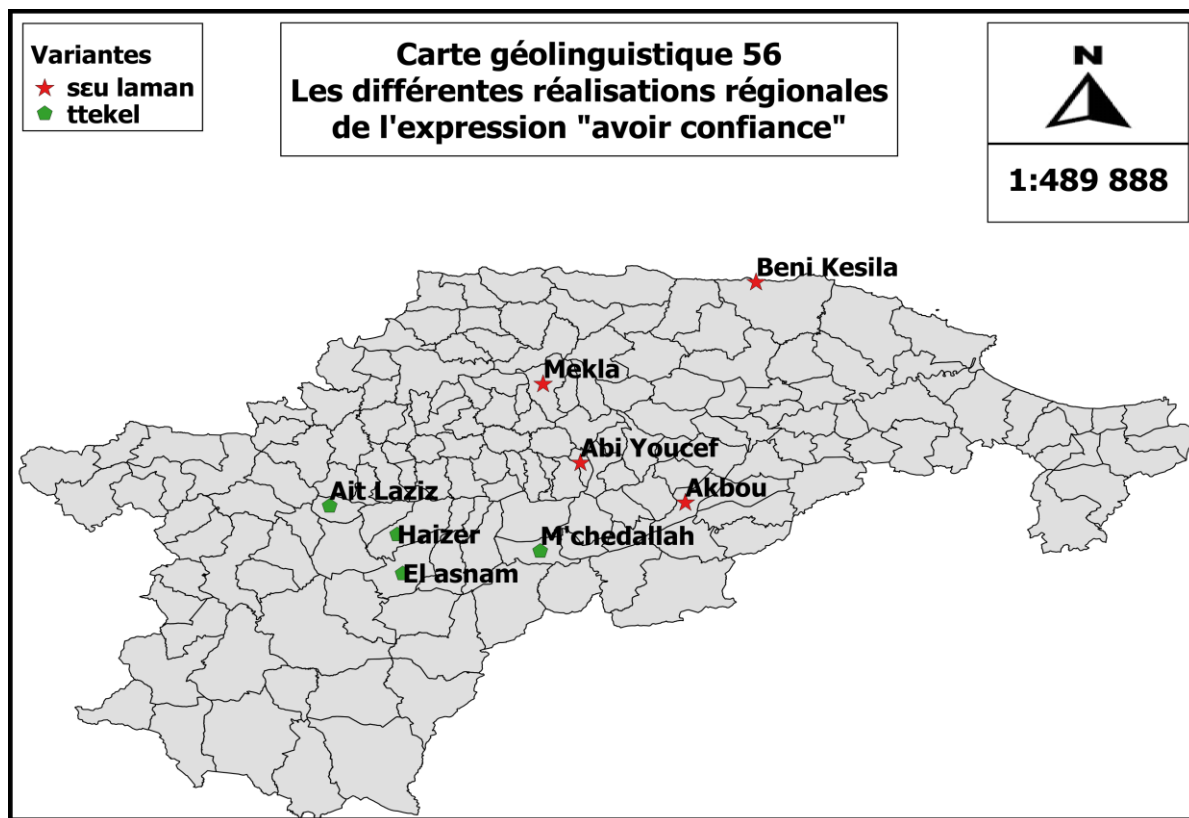 Variantes
sεu laman
ttekel
Carte géolinguistique 56
Les différentes réalisations régionales
de l'expression "avoir confiance"
N
1:489 888
Beni Kesila
Mekla
Abi Youcef
Akbou
Ait Laziz
Haizer
M'chedallah
El asnam